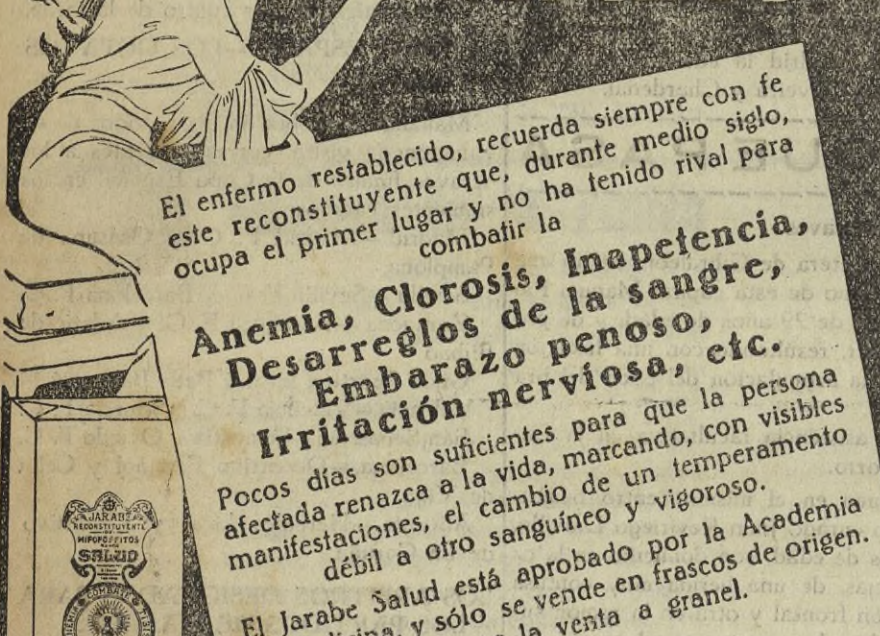 El enfermo restablecido, recuerda siempre con fe
este reconstituyente que, durante medio siglo,
ocupa el primer lugar y no ha tenido rival para
combatir la
Anemia, Clorosis, Inapetencia,
Desarreglos de la sangre,
Embarazo penoso,
Irritación nerviosa, etc.
Pocos días son suficientes para que la persona
afectada renazca a la vida, marcando, con visibles
manifestaciones, el cambio de un temperamento
débil a otro sanguíneo y vigoroso.
El Jarabe Salud está aprobado por la Academia
y sólo se vende en frascos de origen.
la venta a granel.
JARABE
RECONSTITUYENTE
HIPOFOSFITOS
SALUD
COMBATE